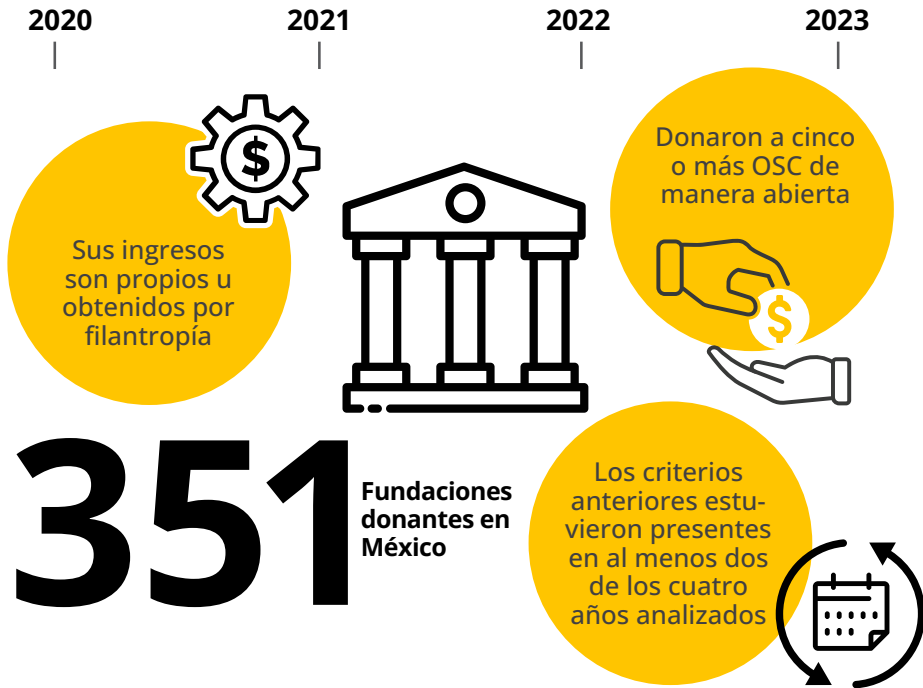 2020
2021
2022
2023
Sus ingresos
son propios u
obtenidos por
filantropía
$
Donaron a cinco
o más OSC de
manera abierta
$
351
Fundaciones
donantes en
México
Los criterios
anteriores estu-
vieron presentes
en al menos dos
de los cuatro
años analizados